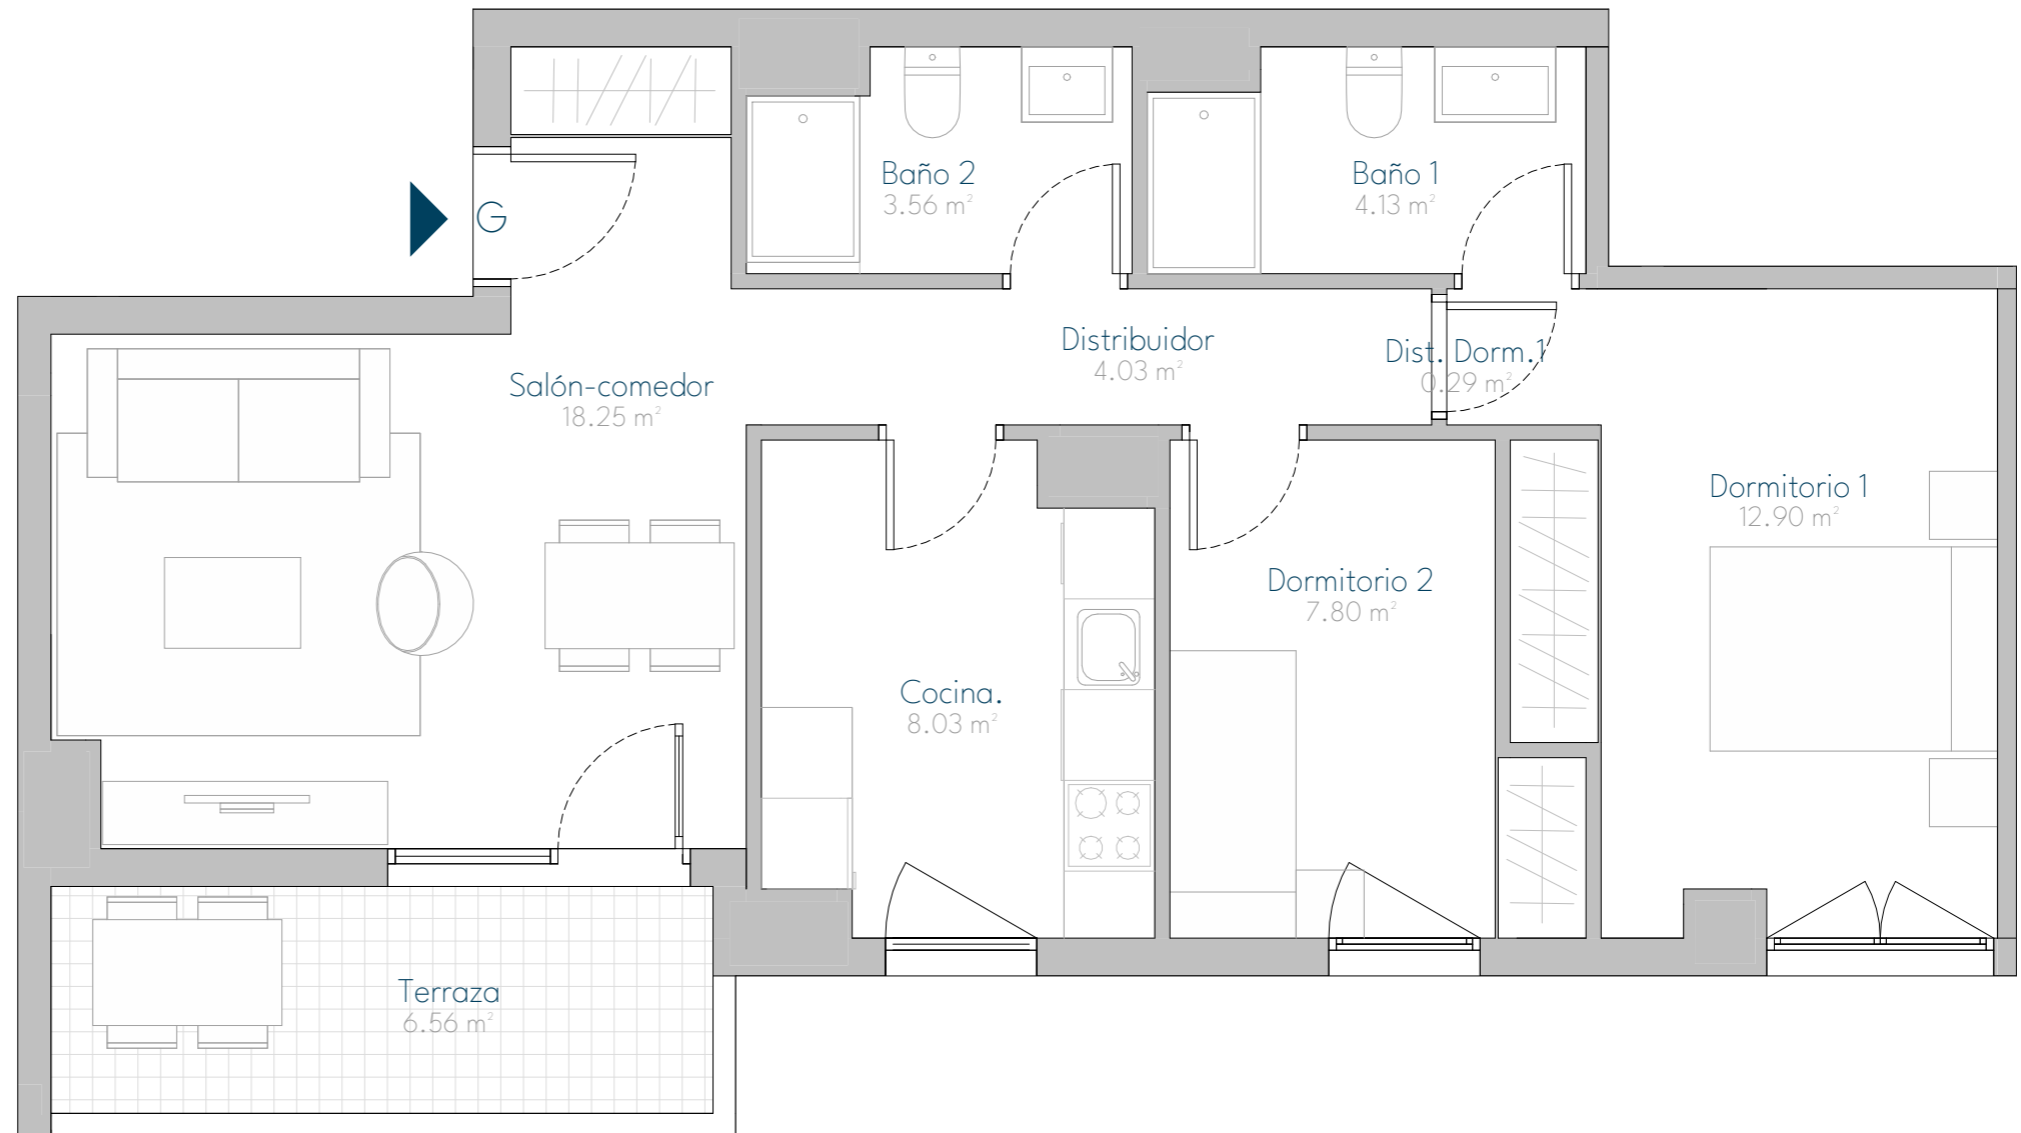 G
Baño 2
3.56 m²
Baño 1
4.13 m²
Distribuidor
4.03 m²
Dist. Dorm.1
0.29 m²
Salón-comedor
18.25 m²
Dormitorio 1
12.90 m²
Dormitorio 2
7.80 m²
Cocina.
8.03 m²
Terraza
6.56 m²